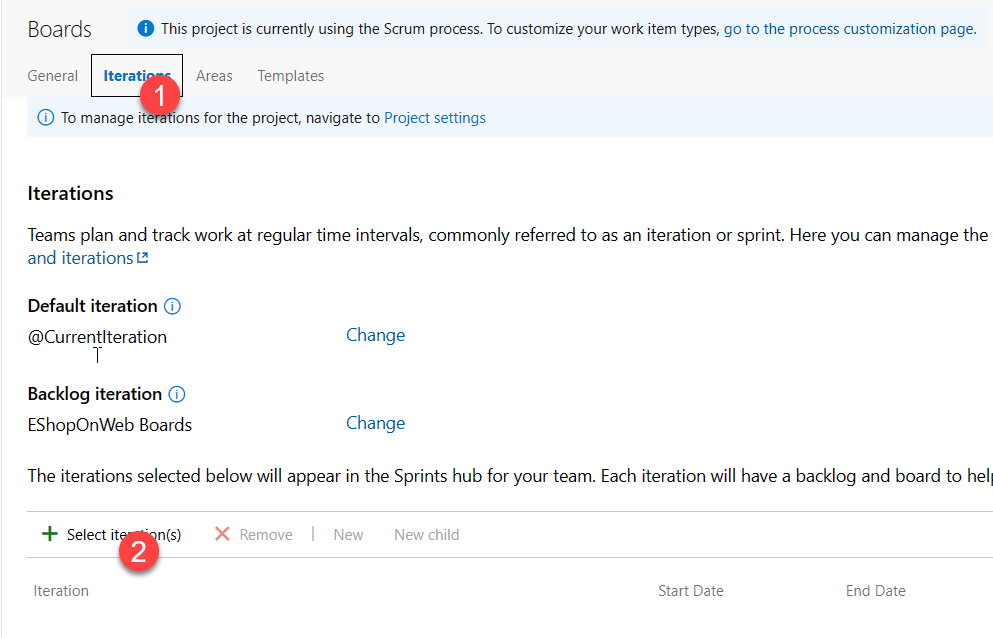 Boards
This project is currently using the Scrum process. To customize your work item types, go to the process customization page.
General Iterations Areas Templates
1
To manage iterations for the project, navigate to Project settings
Iterations
Teams plan and track work at regular time intervals, commonly referred to as an iteration or sprint. Here you can manage the
and iterations
Default iteration
@CurrentIteration Change
Backlog iteration
EShopOnWeb Boards Change
The iterations selected below will appear in the Sprints hub for your team. Each iteration will have a backlog and board to help
Select iteration(s) Remove | New New child
2
Iteration Start Date End Date